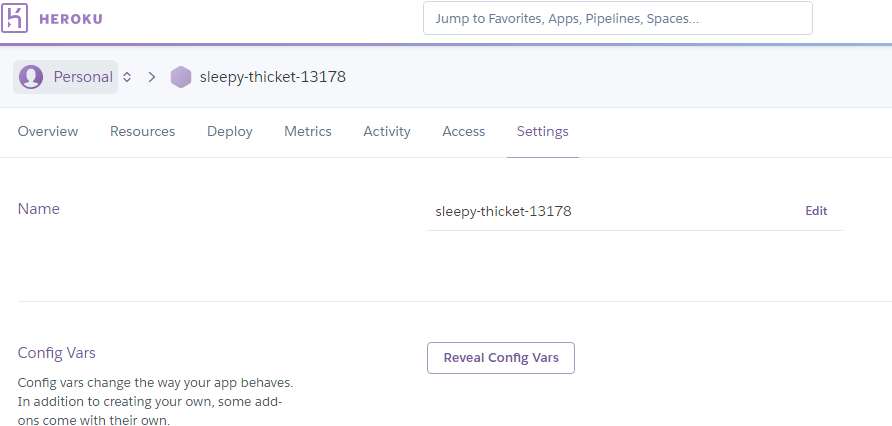 HEROKU
Jump to Favorites, Apps, Pipelines, Spaces...
Personal sleepy-thicket-13178
Overview Resources Deploy Metrics Activity Access Settings
Name sleepy-thicket-13178 Edit
Config Vars Reveal Config Vars
Config vars change the way your app behaves.
In addition to creating your own, some add-
ons come with their own.